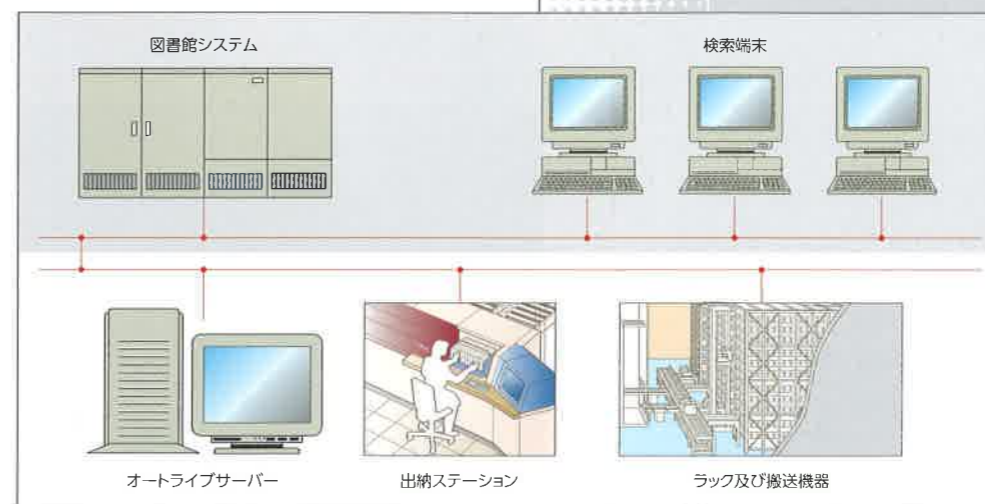 図書館システム
検索端末
オートライブサーバー
出納ステーション
ラック及び搬送機器